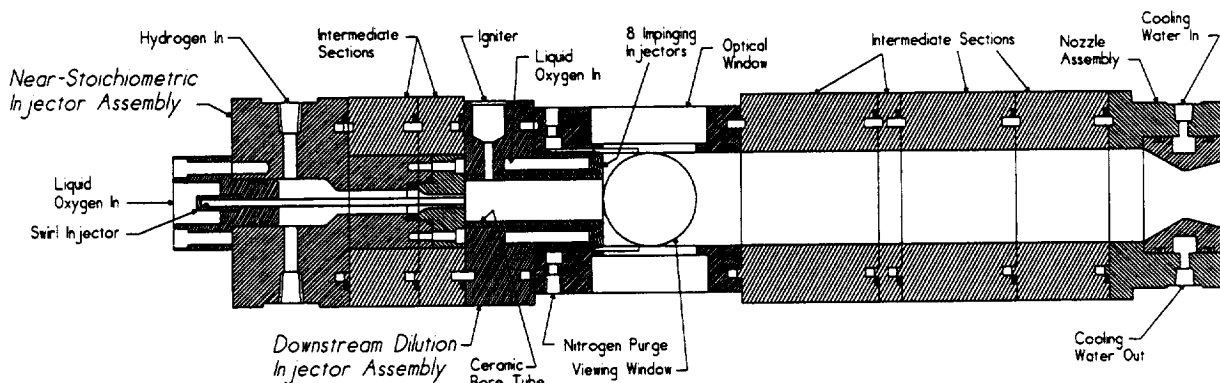 Hydrogen In
Intermediate
Sections
Igniter
Liquid
Oxygen In
8 Impinging
Injectors
Optical
Window
Intermediate Sections
Nozzle
Assembly
Cooling
Water In
Near-Stoichiometric
Injector Assembly
Liquid
Oxygen In
Swirl Injector
Downstream Dilution
Injector Assembly
Ceramic
Bore Tube
Nitrogen Purge
Viewing Window
Cooling
Water Out